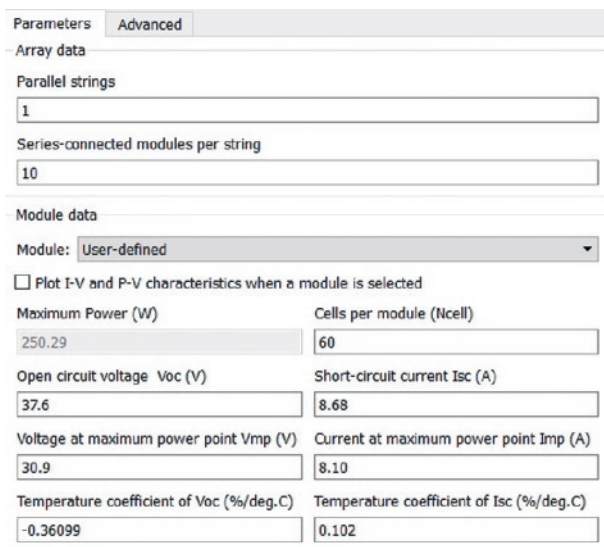 Parameters Advanced
Array data
Parallel strings
1
Series-connected modules per string
10
Module data
Module: User-defined
Plot I-V and P-V characteristics when a module is selected
Maximum Power (W) Cells per module (Ncell)
250.29 60
Open circuit voltage Voc (V) Short-circuit current Isc (A)
37.6 8.68
Voltage at maximum power point Vmp (V) Current at maximum power point Imp (A)
30.9 8.10
Temperature coefficient of Voc (%/deg.C) Temperature coefficient of Isc (%/deg.C)
-0.36099 0.102